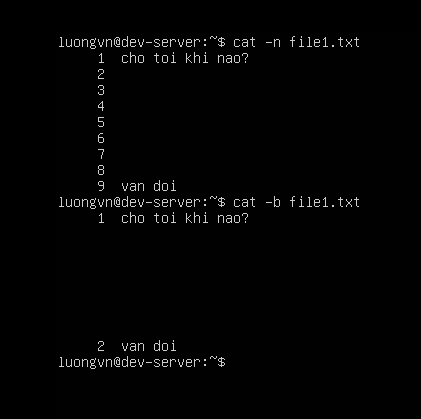 luongvn@dev-server:~$ cat -n file1.txt
1 cho toi khi nao?
2
3
4
5
6
7
8
9 van doi
luongvn@dev-server:~$ cat -b file1.txt
1 cho toi khi nao?
2 van doi
luongvn@dev-server:~$